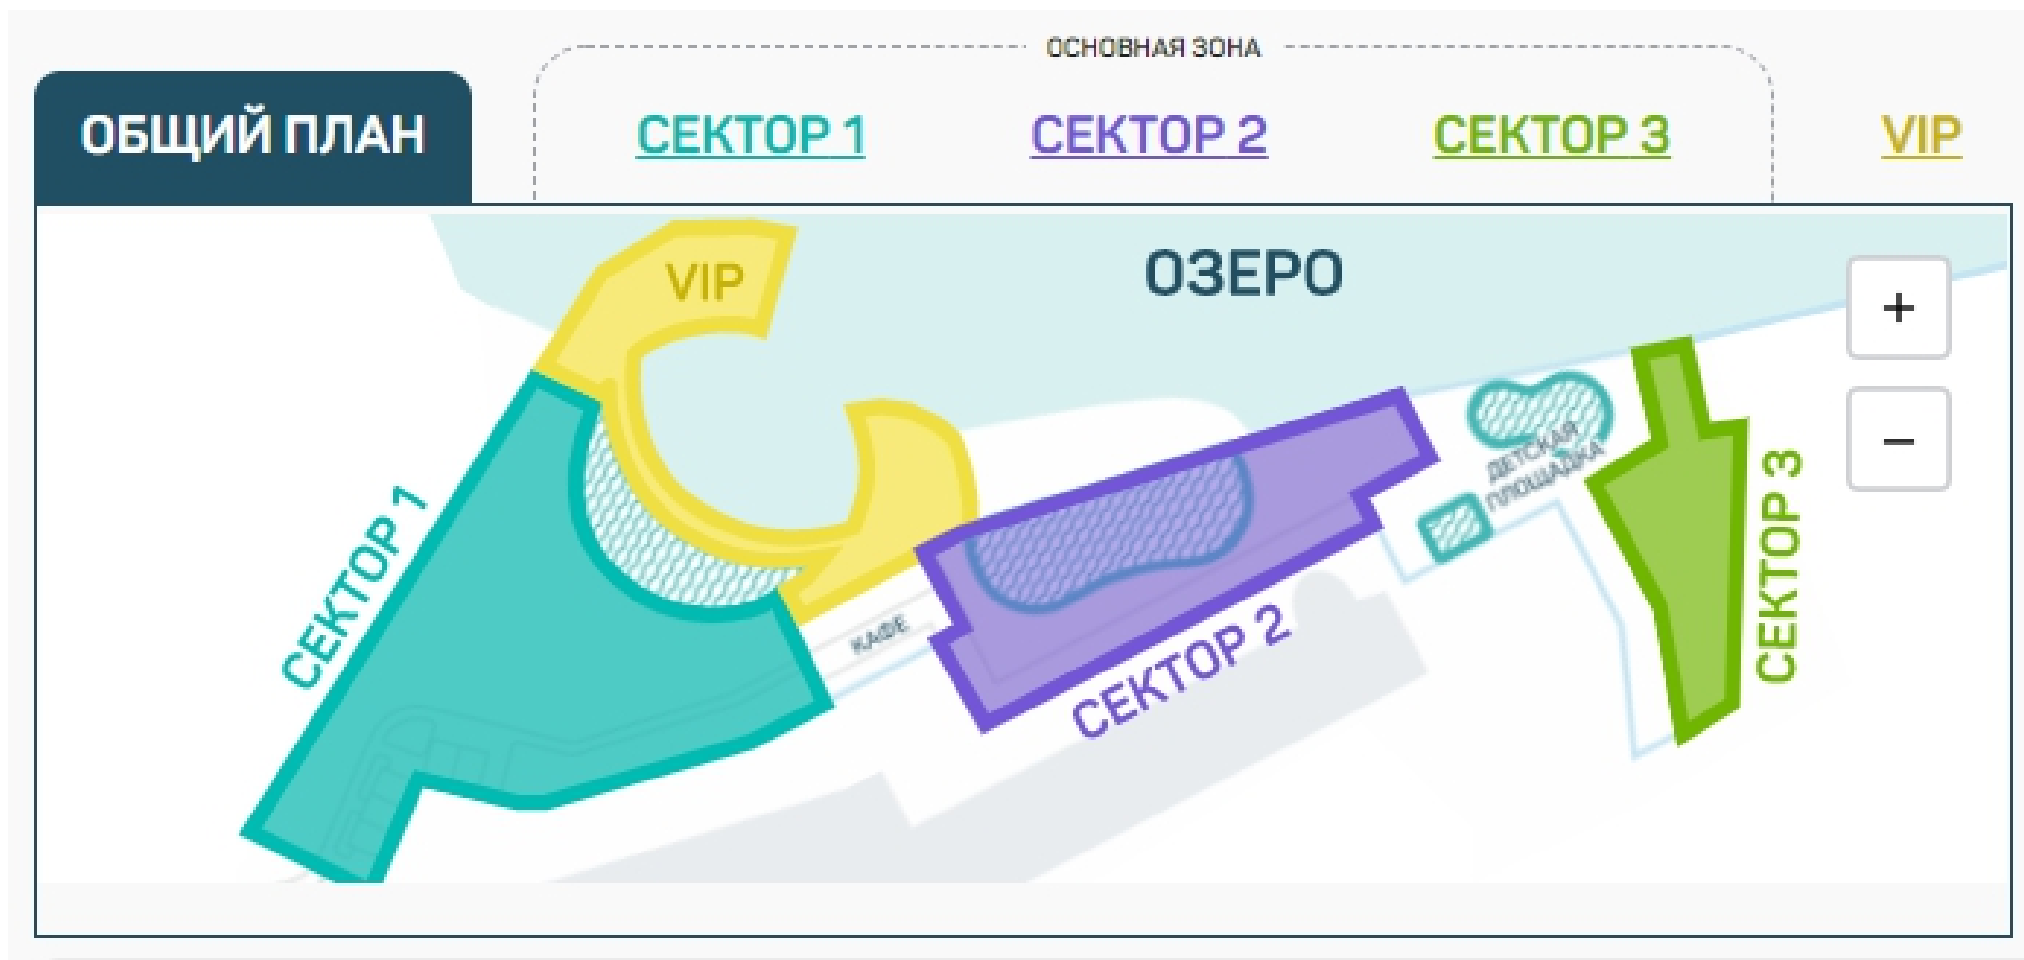 ОСНОВНАЯ ЗОНА
ОБЩИЙ ПЛАН
СЕКТОР 1
СЕКТОР 2
СЕКТОР 3
VIP
VIP
ОЗЕРО
+
−
ДЕТСКАЯ
ПЛОЩАДКА
СЕКТОР 1
КАФЕ
СЕКТОР 2
СЕКТОР 3